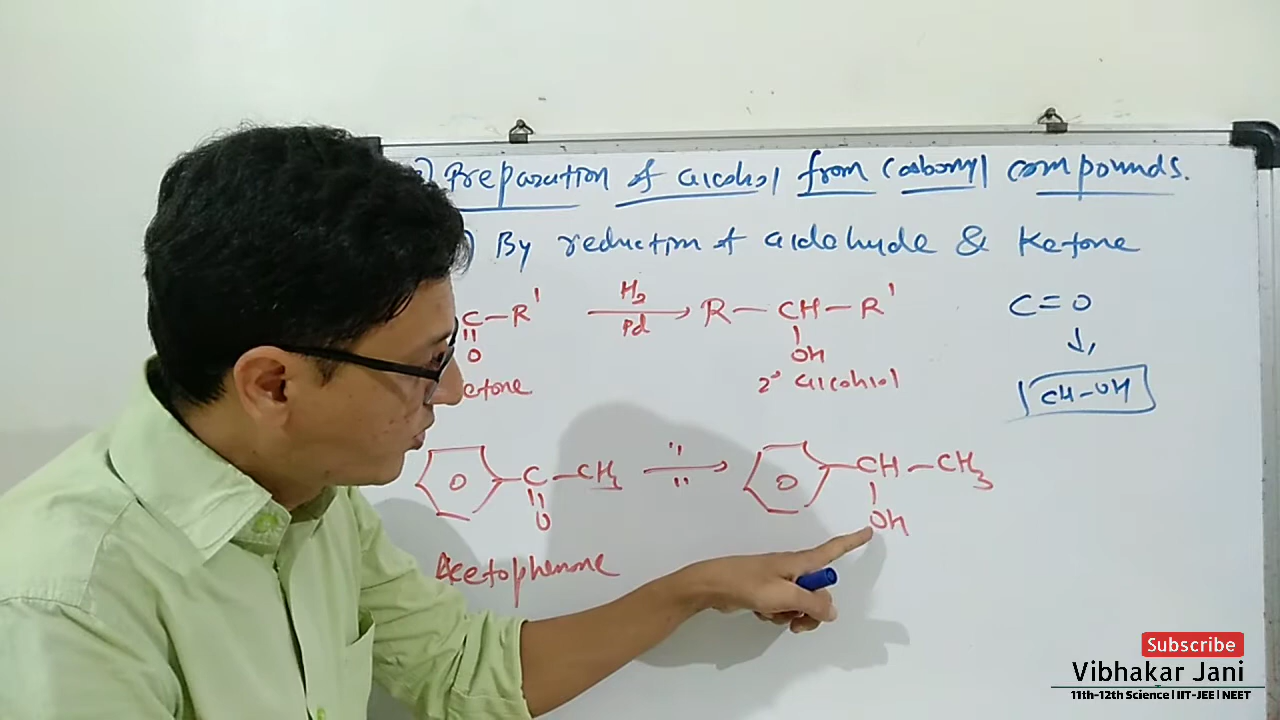 ) Preparation of alcohol from Carbonyl compounds.
) By reduction of aldehyde & Ketone
C – R' H₂ Pd R – CH – R'
O OH
etone 2° alcohol
C = O
↓
CH – OH
C – CH₃ '' '' CH – CH₃
O OH
Acetophenone
Subscribe
Vibhakar Jani
11th-12th Science | IIT-JEE | NEET